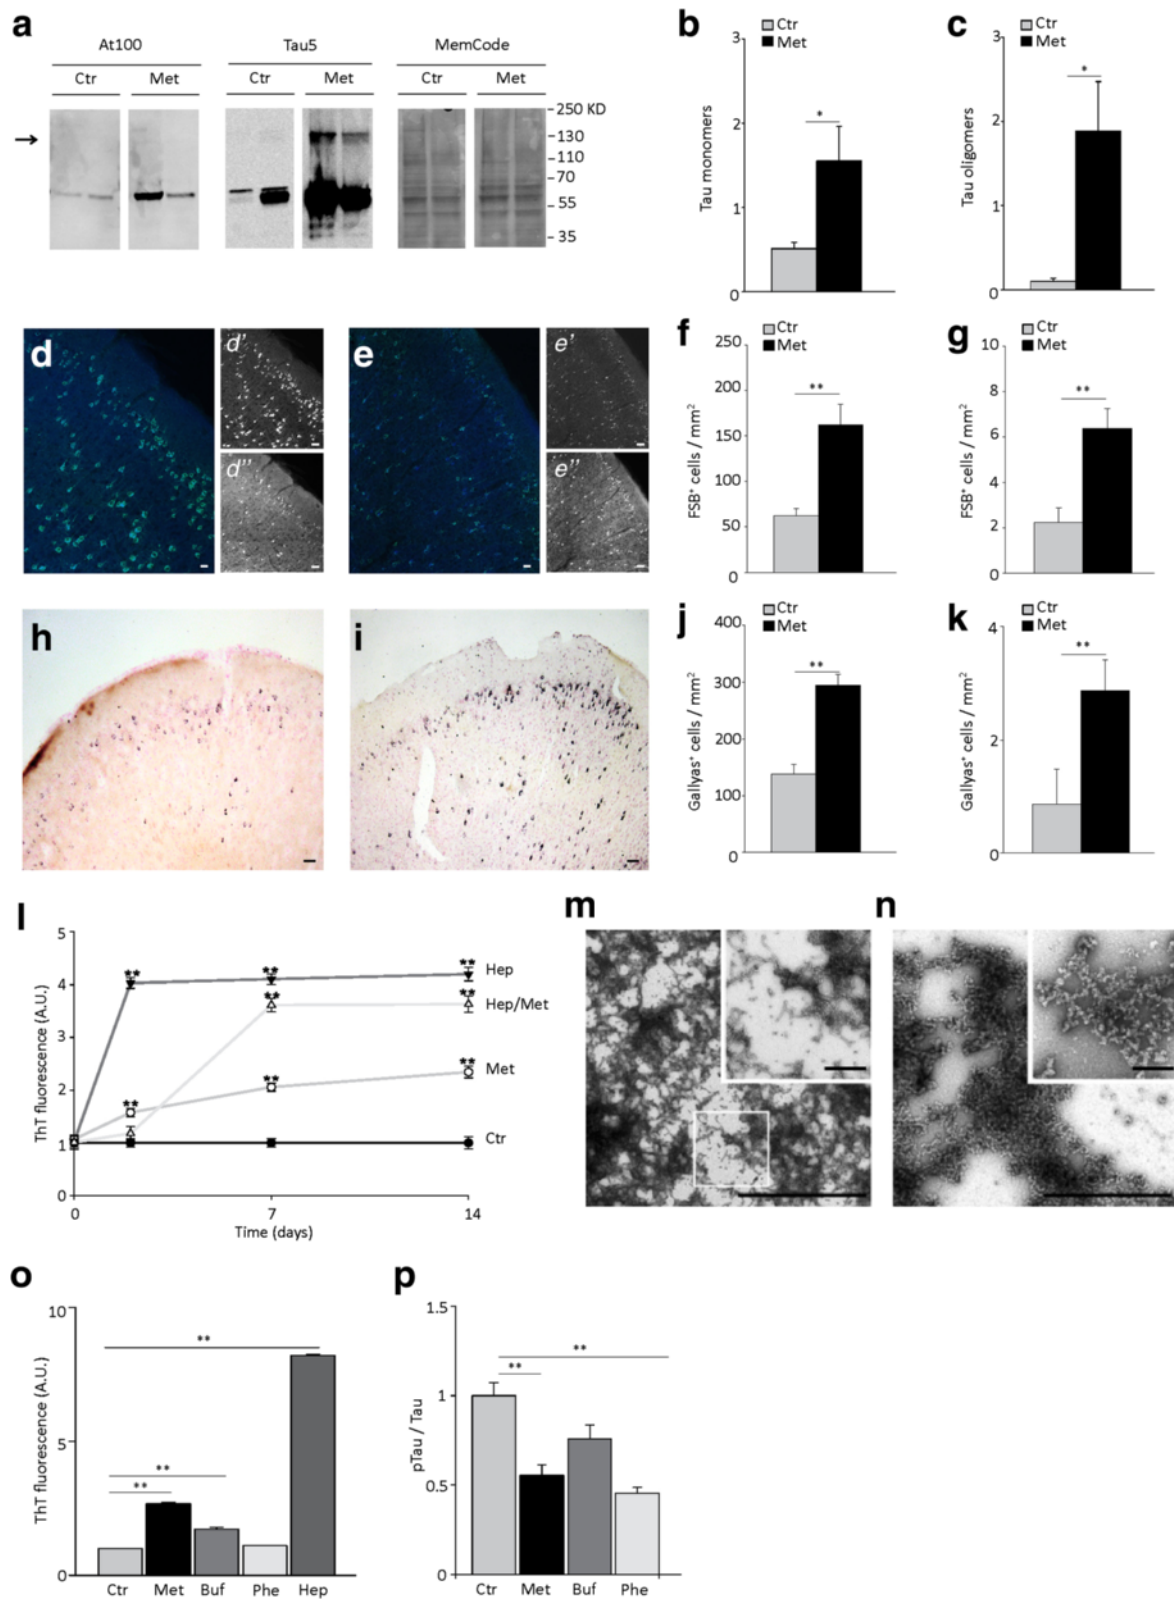 a
At100 Tau5 MemCode
Ctr Met Ctr Met Ctr Met
250 KD
130
110
70
55
35
b
Ctr
Met
Tau monomers
3
2
1
0
*
c
Ctr
Met
Tau oligomers
3
2
1
0
*
d
d'
d''
e
e'
e''
f
Ctr
Met
FSB⁺ cells / mm²
250
200
150
100
50
0
**
g
Ctr
Met
FSB⁺ cells / mm²
10
8
6
4
2
0
**
h
i
j
Ctr
Met
Gallyas⁺ cells / mm²
400
300
200
100
0
**
k
Ctr
Met
Gallyas⁺ cells / mm²
4
2
0
**
l
ThT fluorescence (A.U.)
5
4
3
2
1
0
** ** **
** **
** ** **
Hep
Hep/Met
Met
Ctr
0 7 14
Time (days)
m
n
o
ThT fluorescence (A.U.)
10
5
0
**
**
**
Ctr Met Buf Phe Hep
p
pTau / Tau
1.5
1
0.5
0
**
**
Ctr Met Buf Phe